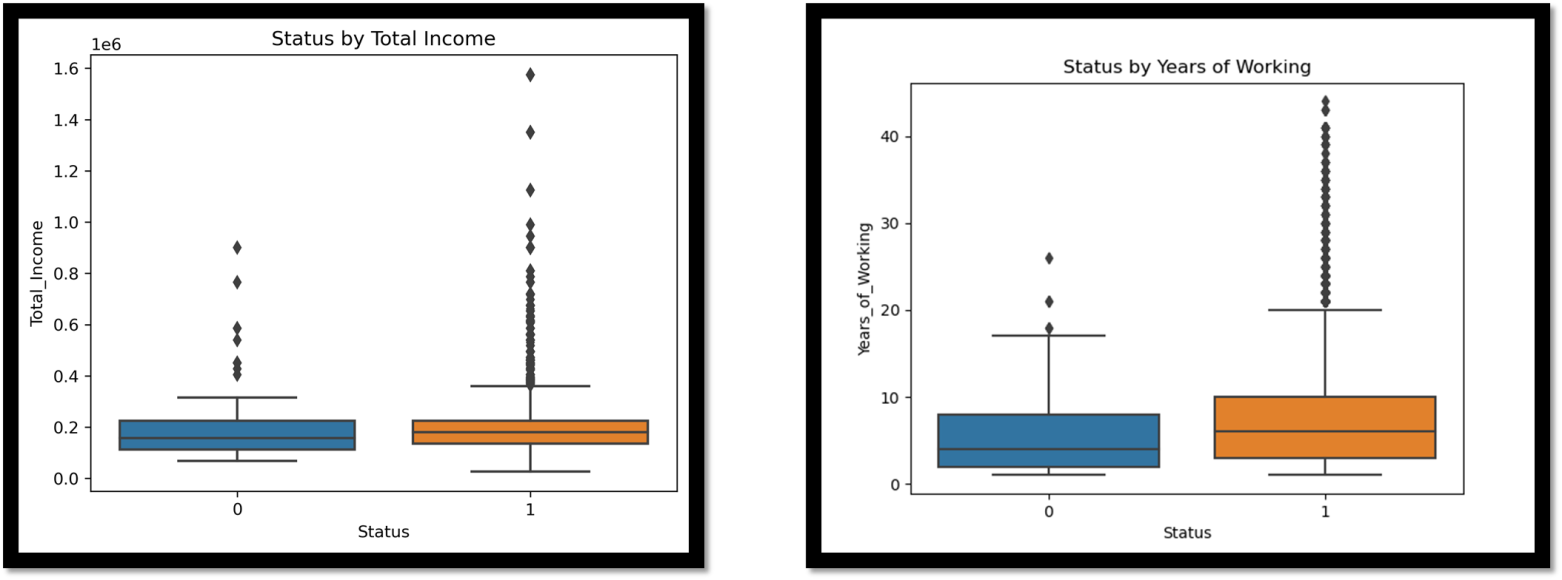 Status by Total Income
1e6
1.6
1.4
1.2
1.0
0.8
0.6
0.4
0.2
0.0
Total_Income
0 1
Status
Status by Years of Working
40
30
20
10
0
Years_of_Working
0 1
Status